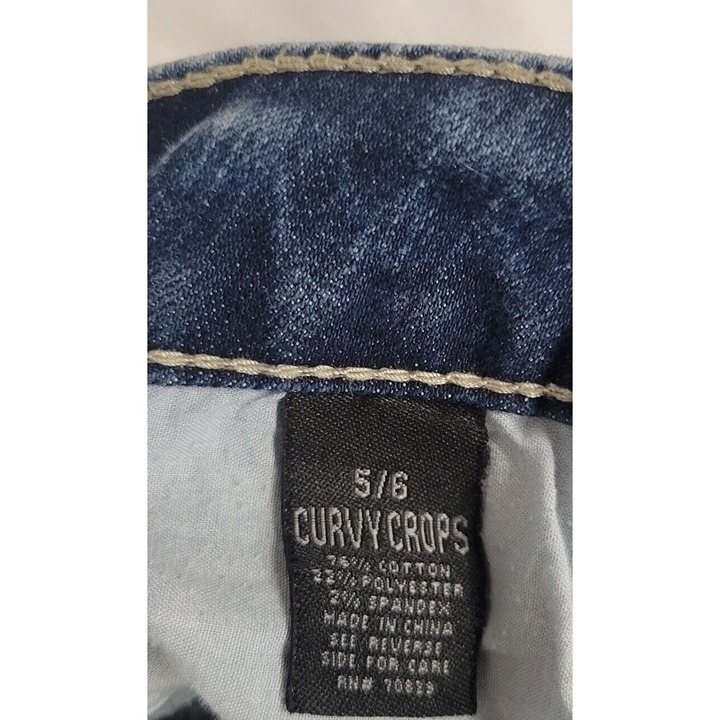 5/6
CURVY CROPS
76% COTTON
22% POLYESTER
2% SPANDEX
MADE IN CHINA
SEE REVERSE
SIDE FOR CARE
RN# 70899